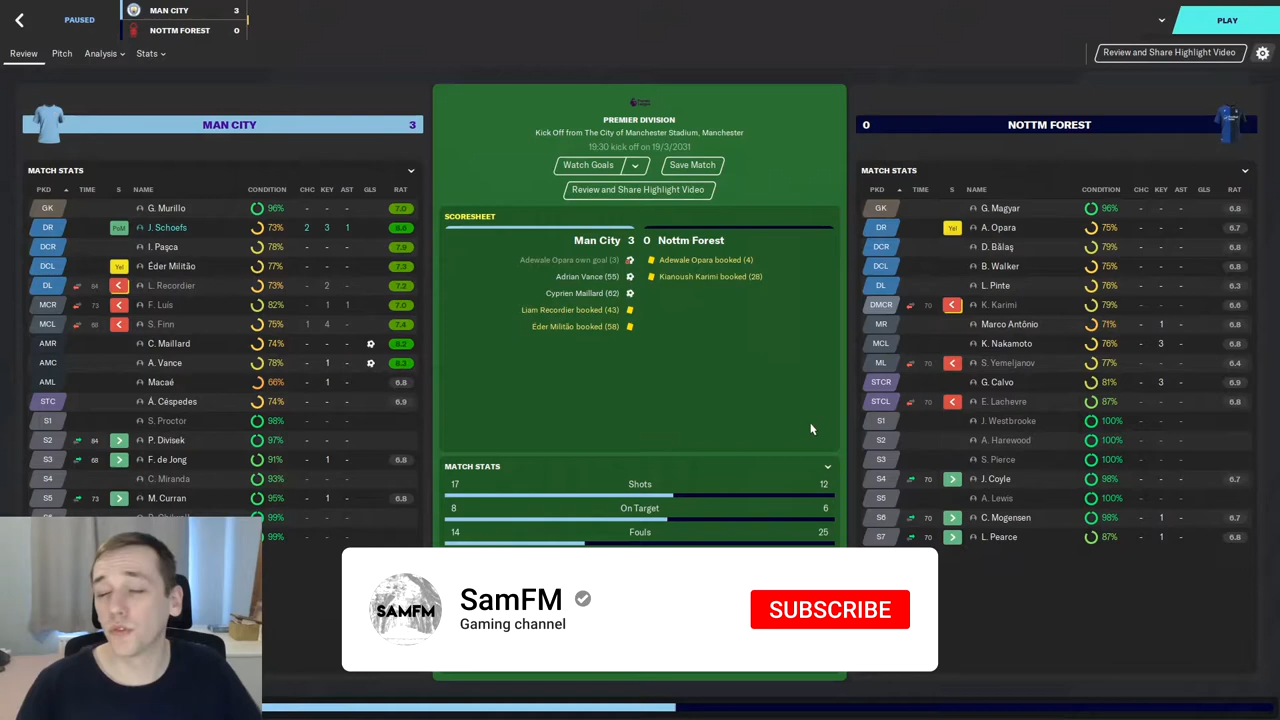 PAUSED
MAN CITY 3
NOTTM FOREST 0
PLAY
Review Pitch Analysis Stats
Review and Share Highlight Video
MAN CITY 3
MATCH STATS
PKD TIME S NAME CONDITION CHC KEY AST GLS RAT
GK G. Murillo 96% - - - 7.0
DR PoM J. Schoefs 73% 2 3 1 8.0
DCR I. Pașca 78% - - - 7.9
DCL Yel Éder Militão 77% - - - 7.3
DL 84 L. Recordier 73% - 2 - 7.2
MCR 73 F. Luís 82% - 1 1 7.0
MCL 68 S. Finn 75% 1 4 - 7.4
AMR C. Maillard 74% - - - 8.2
AMC A. Vance 78% - 1 - 8.3
AML Macaé 66% - 1 - 6.8
STC Á. Céspedes 74% - - - 6.9
S1 S. Proctor 98% - - -
S2 84 P. Divisek 97% - - -
S3 68 F. de Jong 91% - 1 - 6.8
S4 C. Miranda 93% - - -
S5 73 M. Curran 95% - 1 - 6.8
99%
99%
PREMIER DIVISION
Kick Off from The City of Manchester Stadium, Manchester
19:30 kick off on 19/3/2031
Watch Goals Save Match
Review and Share Highlight Video
SCORESHEET
Man City 3 0 Nottm Forest
Adewale Opara own goal (3) Adewale Opara booked (4)
Adrian Vance (55) Kianoush Karimi booked (28)
Cyprien Maillard (62)
Liam Recordier booked (43)
Éder Militão booked (58)
MATCH STATS
17 Shots 12
8 On Target 6
14 Fouls 25
0 NOTTM FOREST
MATCH STATS
PKD TIME S NAME CONDITION CHC KEY AST GLS RAT
GK G. Magyar 96% - - - 6.8
DR Yel A. Opara 75% - - - 6.7
DCR D. Bălaş 79% - - - 6.8
DCL B. Walker 75% - - - 6.8
DL L. Pinte 76% - - - 6.3
DMCR 70 K. Karimi 79% - - - 6.6
MR Marco Antônio 71% - 1 - 6.8
MCL K. Nakamoto 76% - 3 - 6.8
ML 70 S. Yemeljanov 77% - - - 6.4
STCR G. Calvo 81% - 3 - 6.9
STCL 70 E. Lachevre 87% - - - 6.8
S1 J. Westbrooke 100% - - -
S2 A. Harewood 100% - - -
S3 S. Pierce 100% - - -
S4 70 J. Coyle 98% - - - 6.7
S5 A. Lewis 100% - - -
S6 70 C. Mogensen 98% - 1 - 6.7
S7 70 L. Pearce 87% - 1 - 6.8
SAMFM
SamFM
Gaming channel
SUBSCRIBE